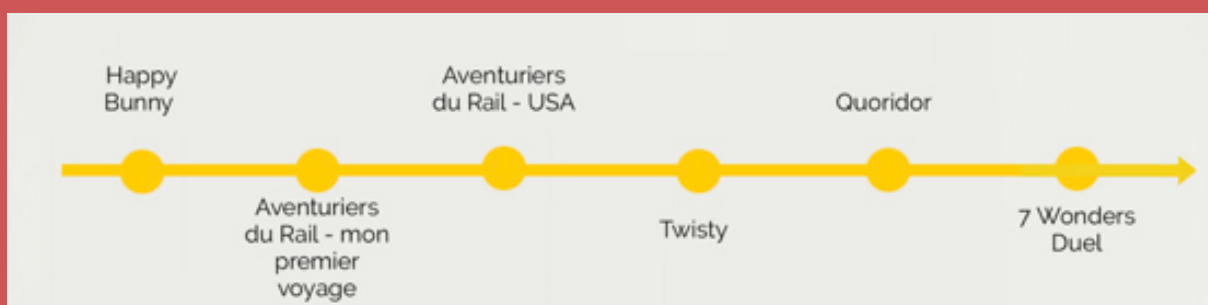 Happy
Bunny
Aventuriers
du Rail - mon
premier
voyage
Aventuriers
du Rail - USA
Twisty
Quoridor
7 Wonders
Duel